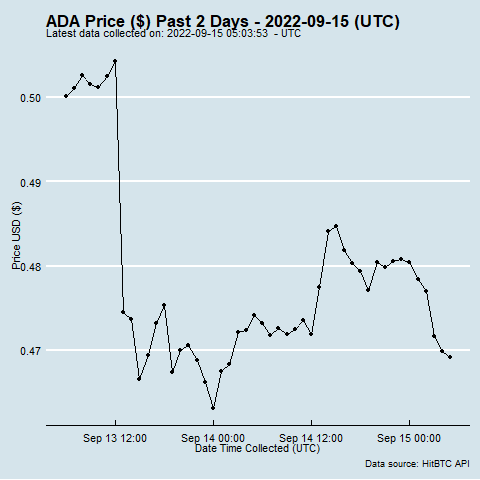 ADA Price ($) Past 2 Days - 2022-09-15 (UTC)
Latest data collected on: 2022-09-15 05:03:53 - UTC
0.50
0.49
0.48
0.47
Price USD ($)
Sep 13 12:00
Sep 14 00:00
Sep 14 12:00
Sep 15 00:00
Date Time Collected (UTC)
Data source: HitBTC API